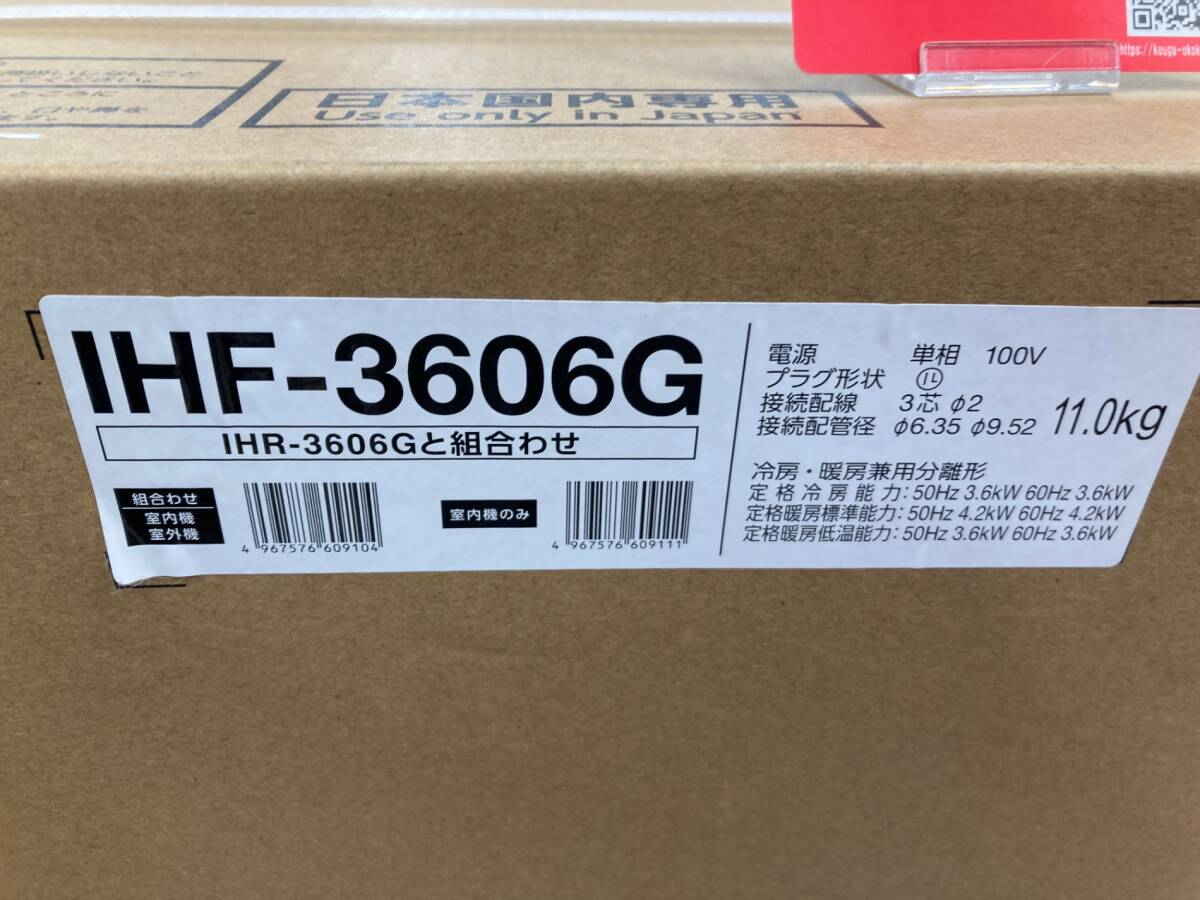 https://kougu-okok
日本国内専用
Use only in Japan
IHF-3606G
IHR-3606Gと組合わせ
組合わせ
室内機
室外機
4 967576 609104
室内機のみ
4 967576 609111
電源 単相 100V
プラグ形状 IL
接続配線 3芯 φ2
接続配管径 φ6.35 φ9.52
11.0kg
冷房・暖房兼用分離形
定格冷房能力:50Hz 3.6kW 60Hz 3.6kW
定格暖房標準能力:50Hz 4.2kW 60Hz 4.2kW
定格暖房低温能力:50Hz 3.6kW 60Hz 3.6kW